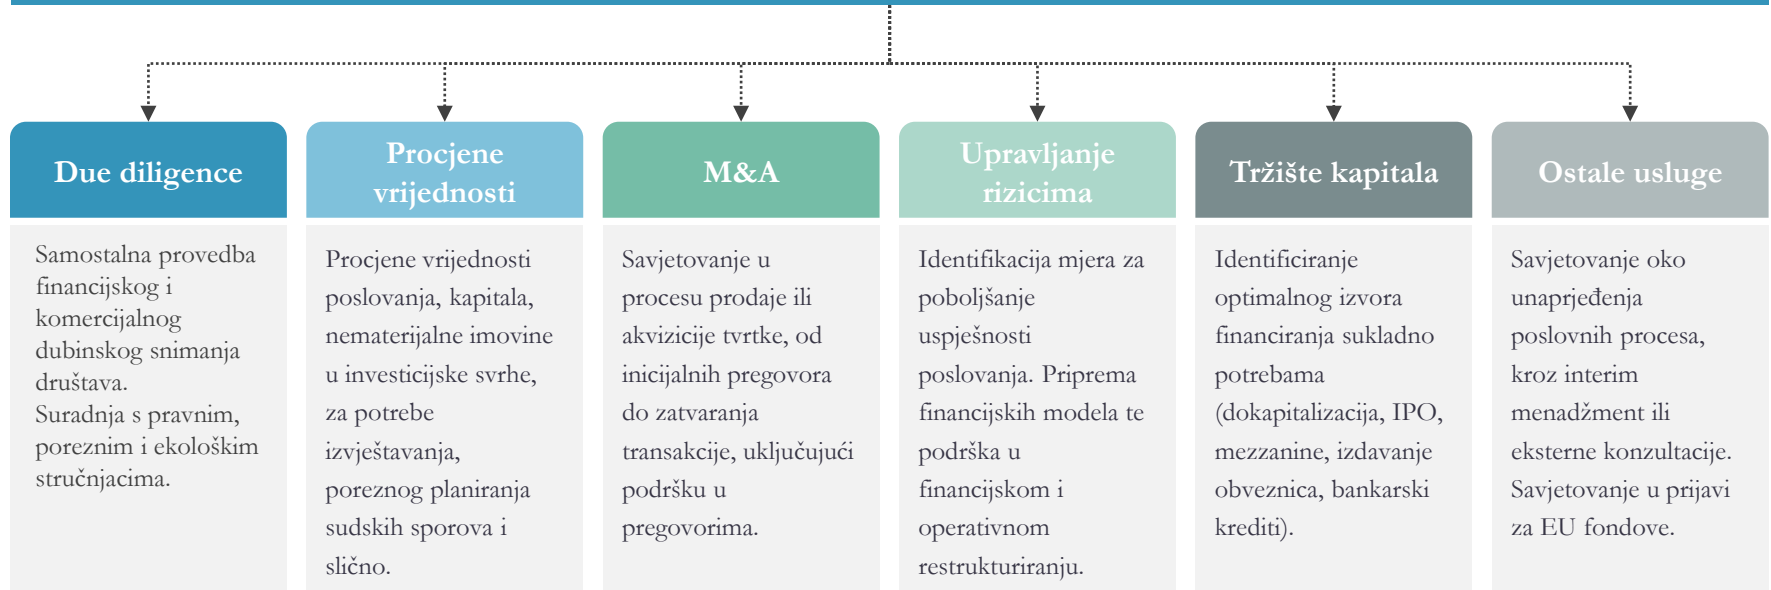 Due diligence
Samostalna provedba
financijskog i
komercijalnog
dubinskog snimanja
društava.
Suradnja s pravnim,
poreznim i ekološkim
stručnjacima.
Procjene
vrijednosti
Procjene vrijednosti
poslovanja, kapitala,
nematerijalne imovine
u investicijske svrhe,
za potrebe
izvještavanja,
poreznog planiranja
sudskih sporova i
slično.
M&A
Savjetovanje u
procesu prodaje ili
akvizicije tvrtke, od
inicijalnih pregovora
do zatvaranja
transakcije, uključujući
podršku u
pregovorima.
Upravljanje
rizicima
Identifikacija mjera za
poboljšanje
uspješnosti
poslovanja. Priprema
financijskih modela te
podrška u
financijskom i
operativnom
restrukturiranju.
Tržište kapitala
Identificiranje
optimalnog izvora
financiranja sukladno
potrebama
(dokapitalizacija, IPO,
mezzanine, izdavanje
obveznica, bankarski
krediti).
Ostale usluge
Savjetovanje oko
unaprjeđenja
poslovnih procesa,
kroz interim
menadžment ili
eksterne konzultacije.
Savjetovanje u prijavi
za EU fondove.